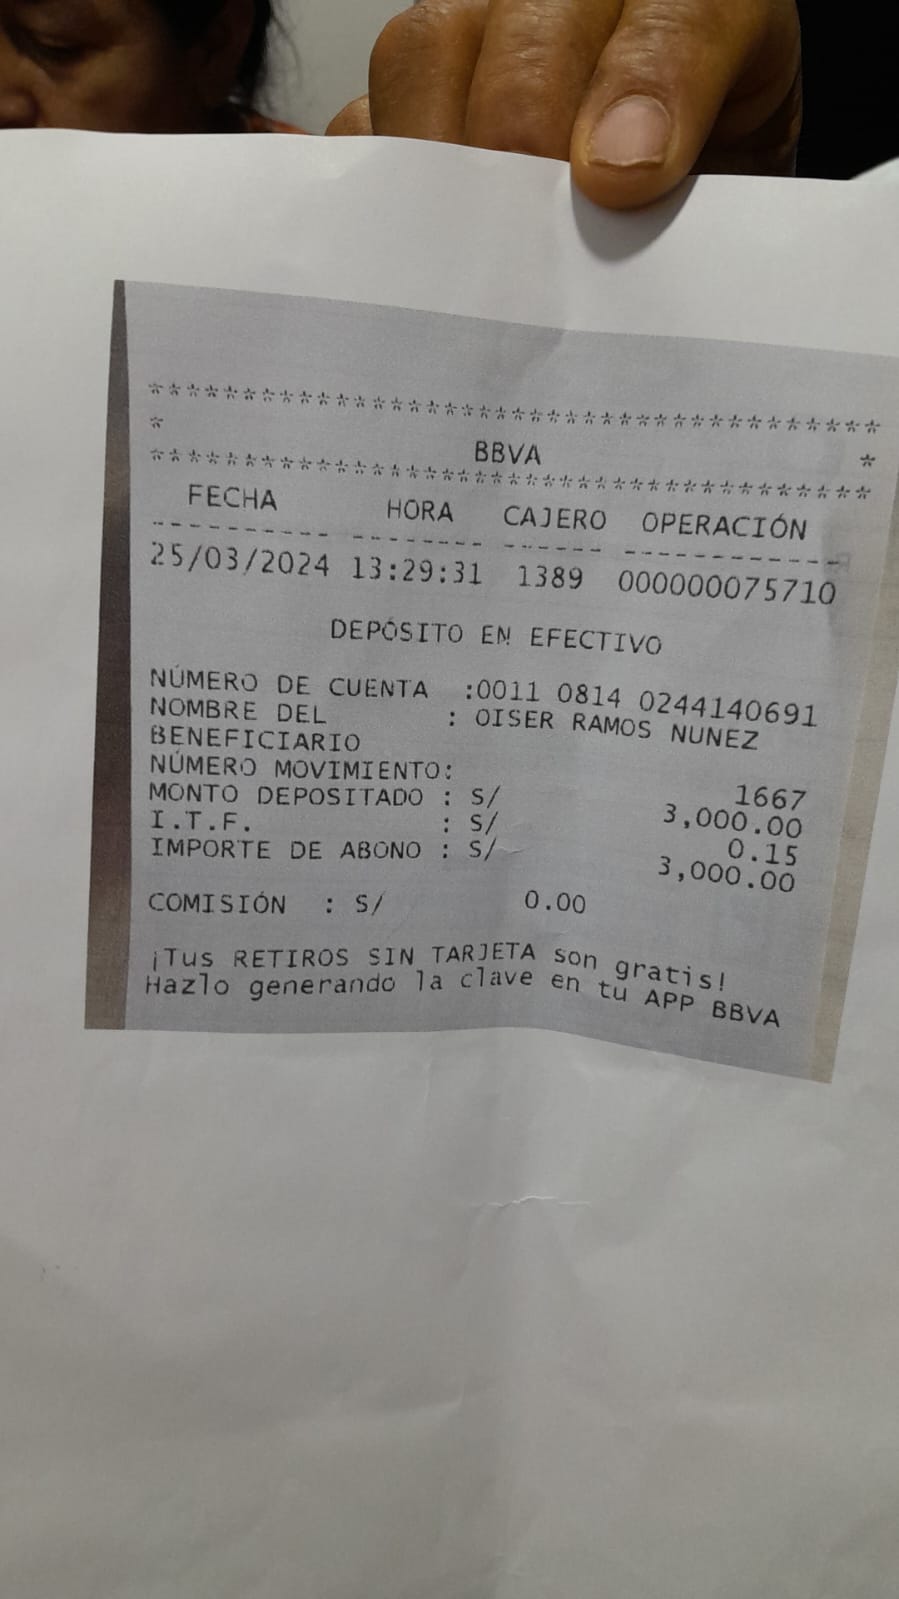 *****************************************
* BBVA *
*****************************************
FECHA HORA CAJERO OPERACIÓN
---------- -------- ------ ------------
25/03/2024 13:29:31 1389 000000075710
DEPÓSITO EN EFECTIVO
NÚMERO DE CUENTA :0011 0814 0244140691
NOMBRE DEL : OISER RAMOS NUNEZ
BENEFICIARIO
NÚMERO MOVIMIENTO: 1667
MONTO DEPOSITADO : S/ 3,000.00
I.T.F. : S/ 0.15
IMPORTE DE ABONO : S/ 3,000.00
COMISIÓN : S/ 0.00
¡Tus RETIROS SIN TARJETA son gratis!
Hazlo generando la clave en tu APP BBVA